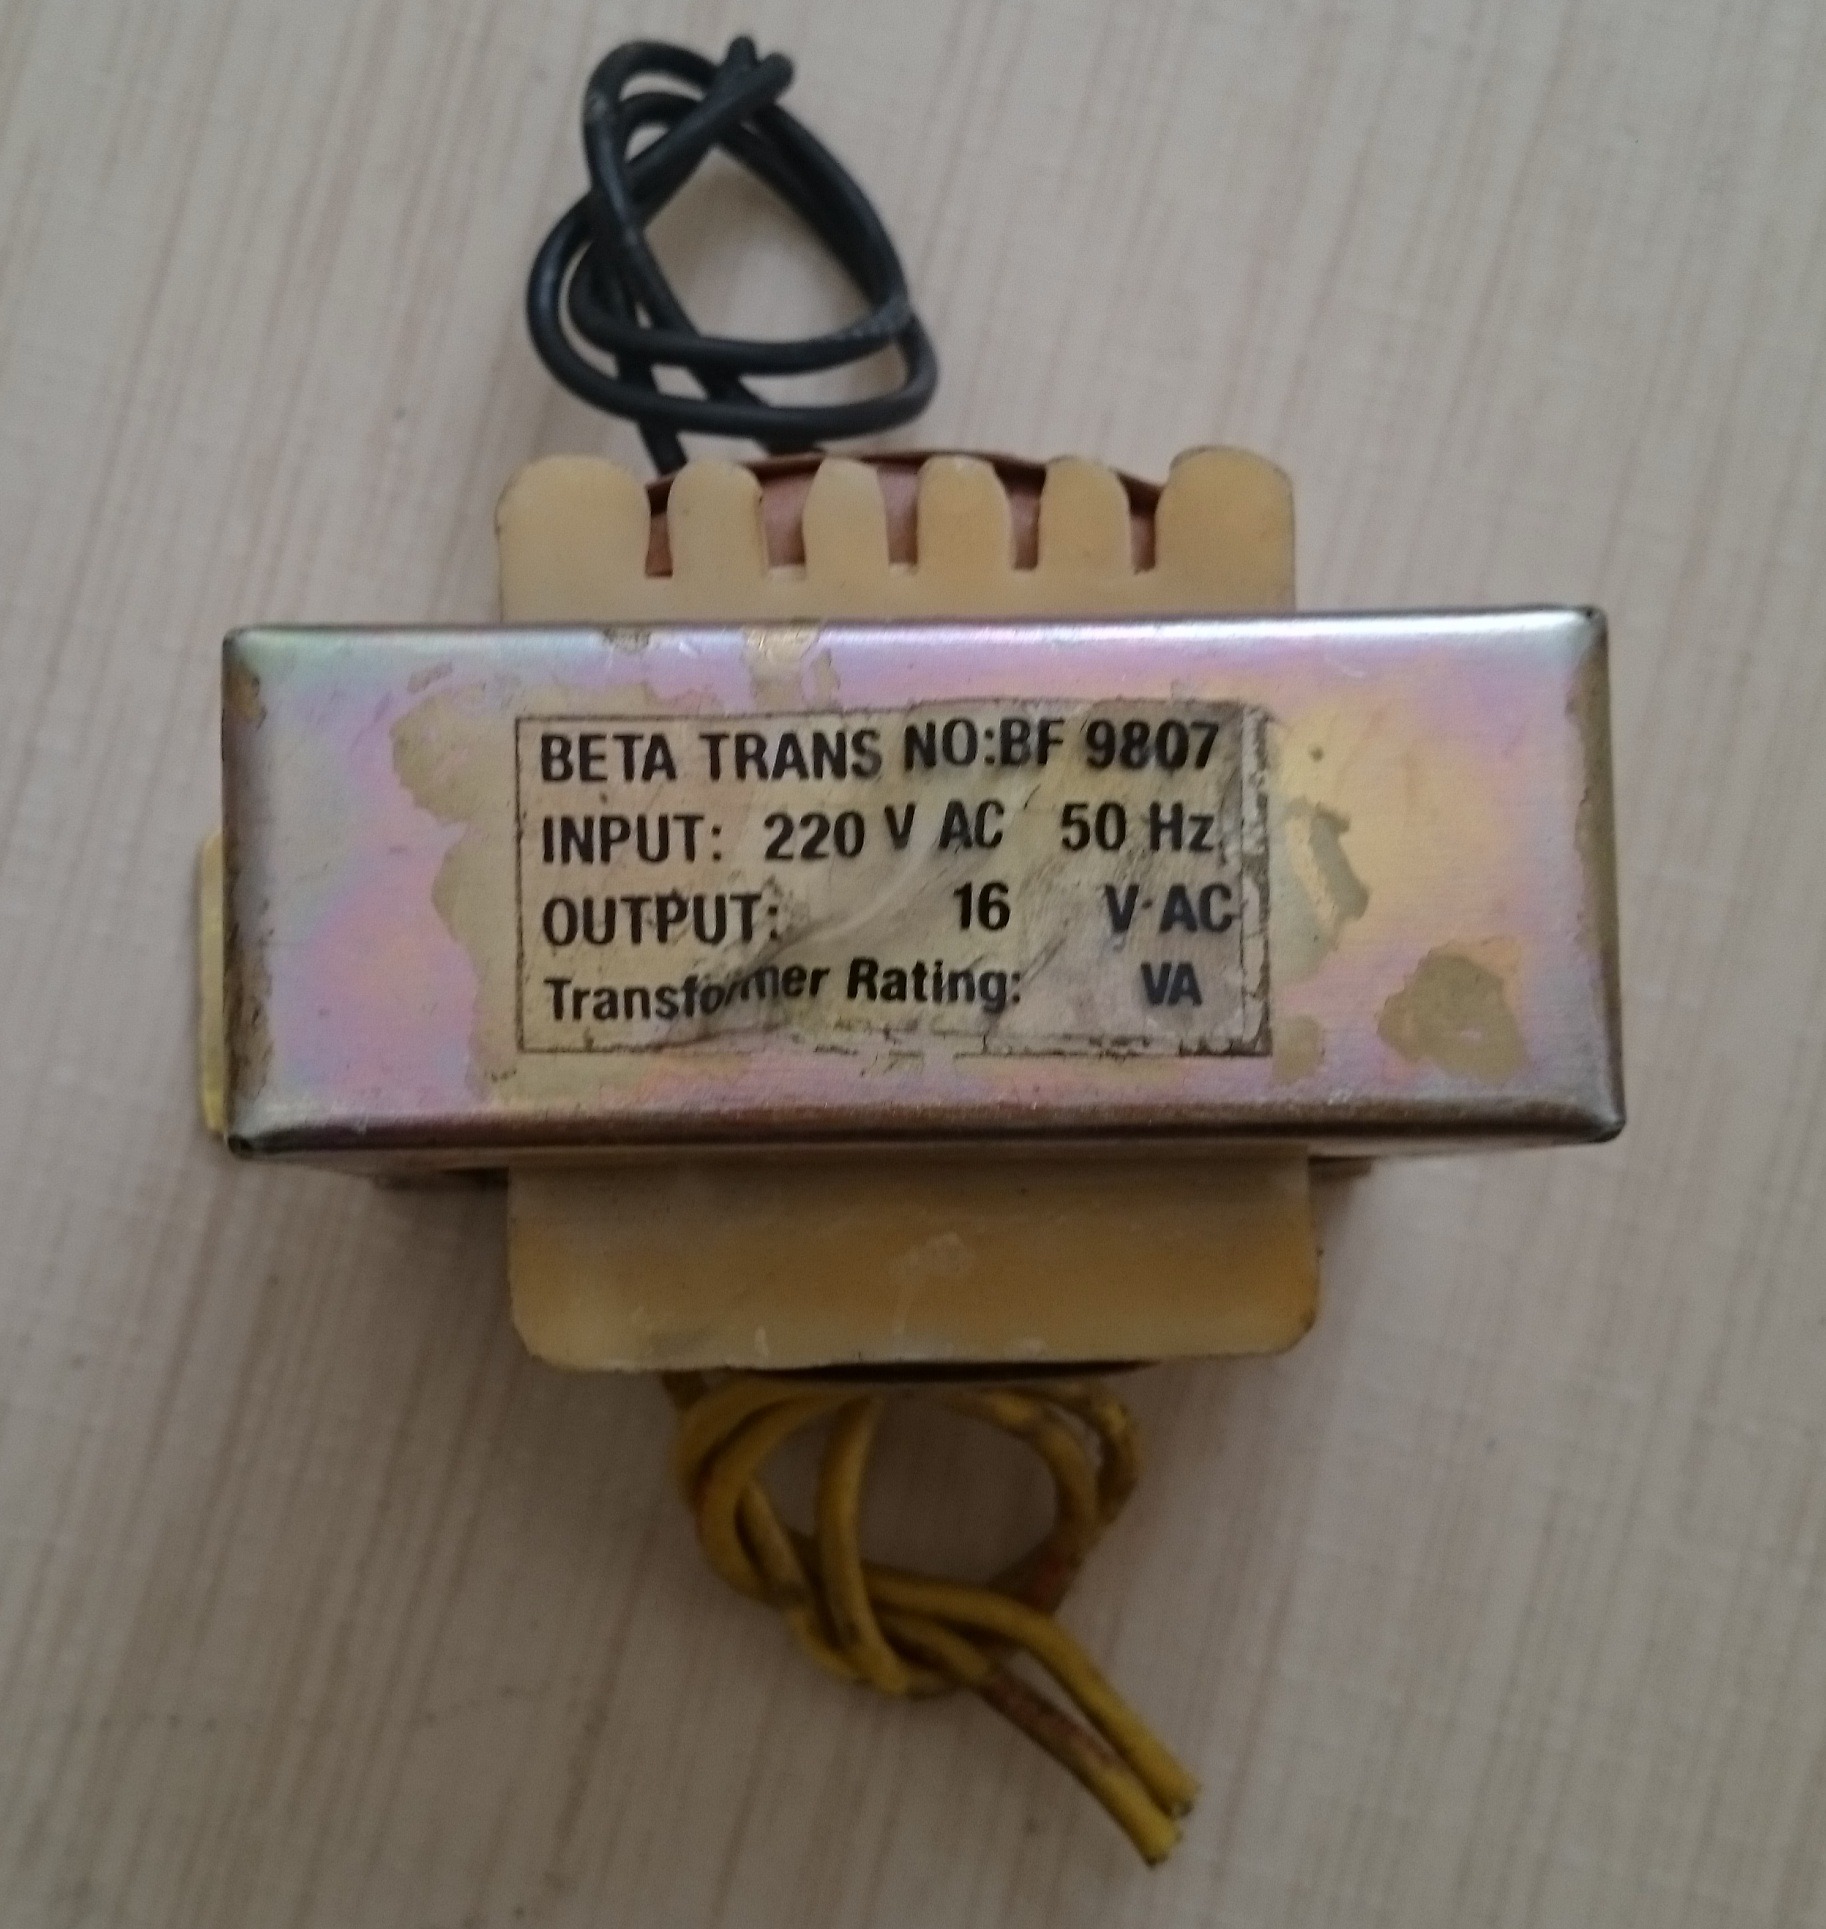 BETA TRANS NO:BF 9807
INPUT: 220 V AC 50 Hz
OUTPUT: 16 V AC
Transformer Rating: VA